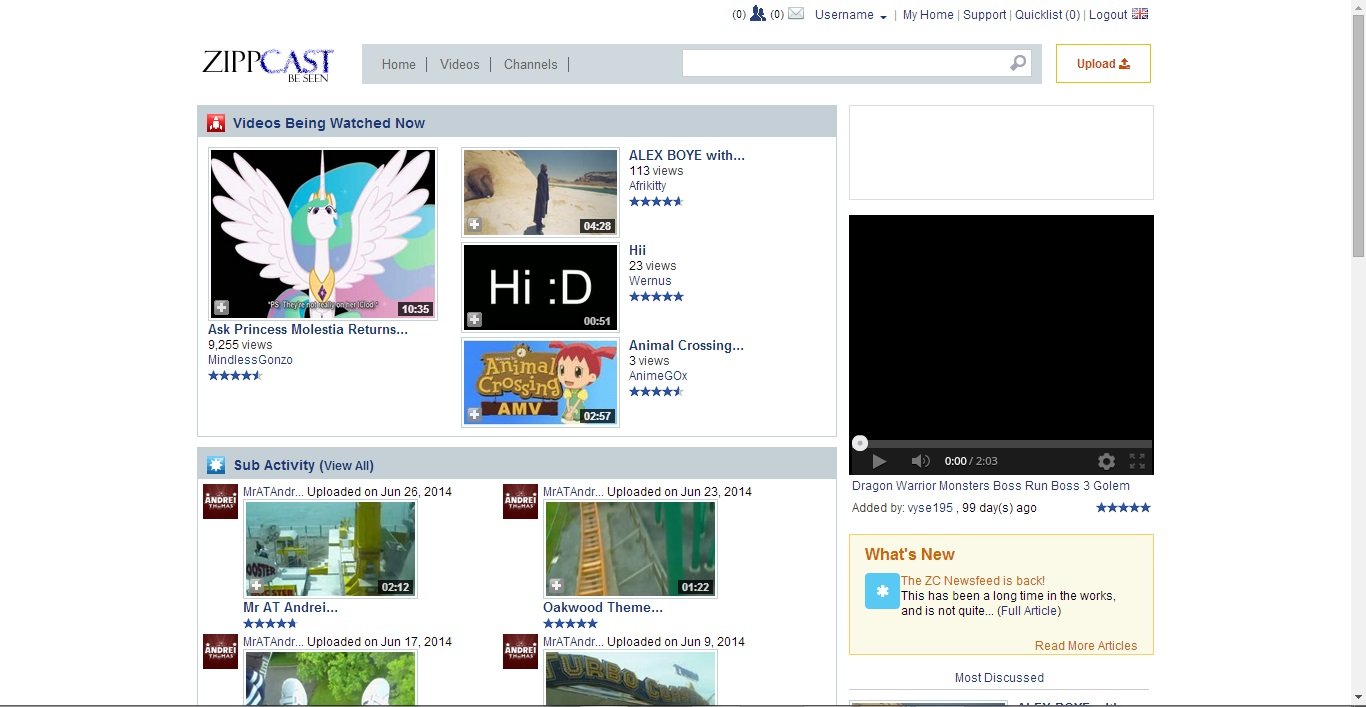 (0) (0) Username | My Home | Support | Quicklist (0) | Logout
ZIPPCAST
BE SEEN
Home | Videos | Channels |
Upload
Videos Being Watched Now
"PS: They're not really on her iClod."
10:35
Ask Princess Molestia Returns...
9,255 views
MindlessGonzo
04:28
ALEX BOYE with...
113 views
Afrikitty
Hi :D
00:51
Hii
23 views
Wernus
Welcome to
Animal
Crossing
AMV
02:57
Animal Crossing...
3 views
AnimeGOx
0:00 / 2:03
Dragon Warrior Monsters Boss Run Boss 3 Golem
Added by: vyse195 , 99 day(s) ago
Sub Activity (View All)
ANDREI
THOMAS
MrATAndr... Uploaded on Jun 26, 2014
OOSTER
02:12
Mr AT Andrei...
ANDREI
THOMAS
MrATAndr... Uploaded on Jun 23, 2014
01:22
Oakwood Theme...
ANDREI
THOMAS
MrATAndr... Uploaded on Jun 17, 2014
ANDREI
THOMAS
MrATAndr... Uploaded on Jun 9, 2014
TURBO
What's New
The ZC Newsfeed is back!
This has been a long time in the works,
and is not quite... (Full Article)
Read More Articles
Most Discussed